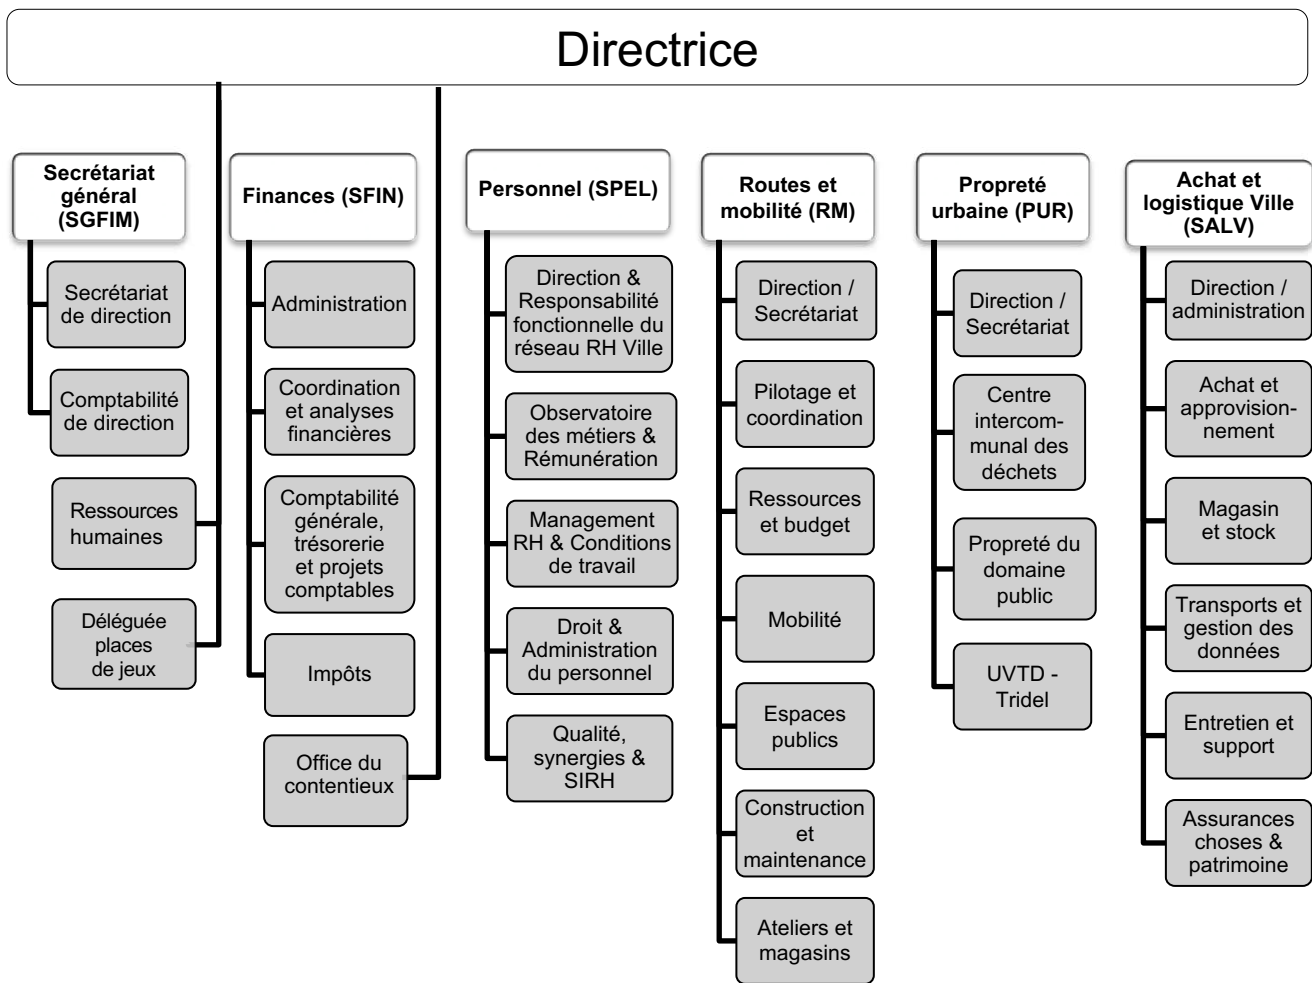 Directrice
Secrétariat
général
(SGFIM)
Secrétariat
de direction
Comptabilité
de direction
Ressources
humaines
Déléguée
places
de jeux
Finances (SFIN)
Administration
Coordination
et analyses
financières
Comptabilité
générale,
trésorerie
et projets
comptables
Impôts
Office du
contentieux
Personnel (SPEL)
Direction &
Responsabilité
fonctionnelle du
réseau RH Ville
Observatoire
des métiers &
Rémunération
Management
RH & Conditions
de travail
Droit &
Administration
du personnel
Qualité,
synergies &
SIRH
Routes et
mobilité (RM)
Direction /
Secrétariat
Pilotage et
coordination
Ressources
et budget
Mobilité
Espaces
publics
Construction
et
maintenance
Ateliers et
magasins
Propreté
urbaine (PUR)
Direction /
Secrétariat
Centre
intercom-
munal des
déchets
Propreté du
domaine
public
UVTD -
Tridel
Achat et
logistique Ville
(SALV)
Direction /
administration
Achat et
approvision-
nement
Magasin
et stock
Transports et
gestion des
données
Entretien et
support
Assurances
choses &
patrimoine